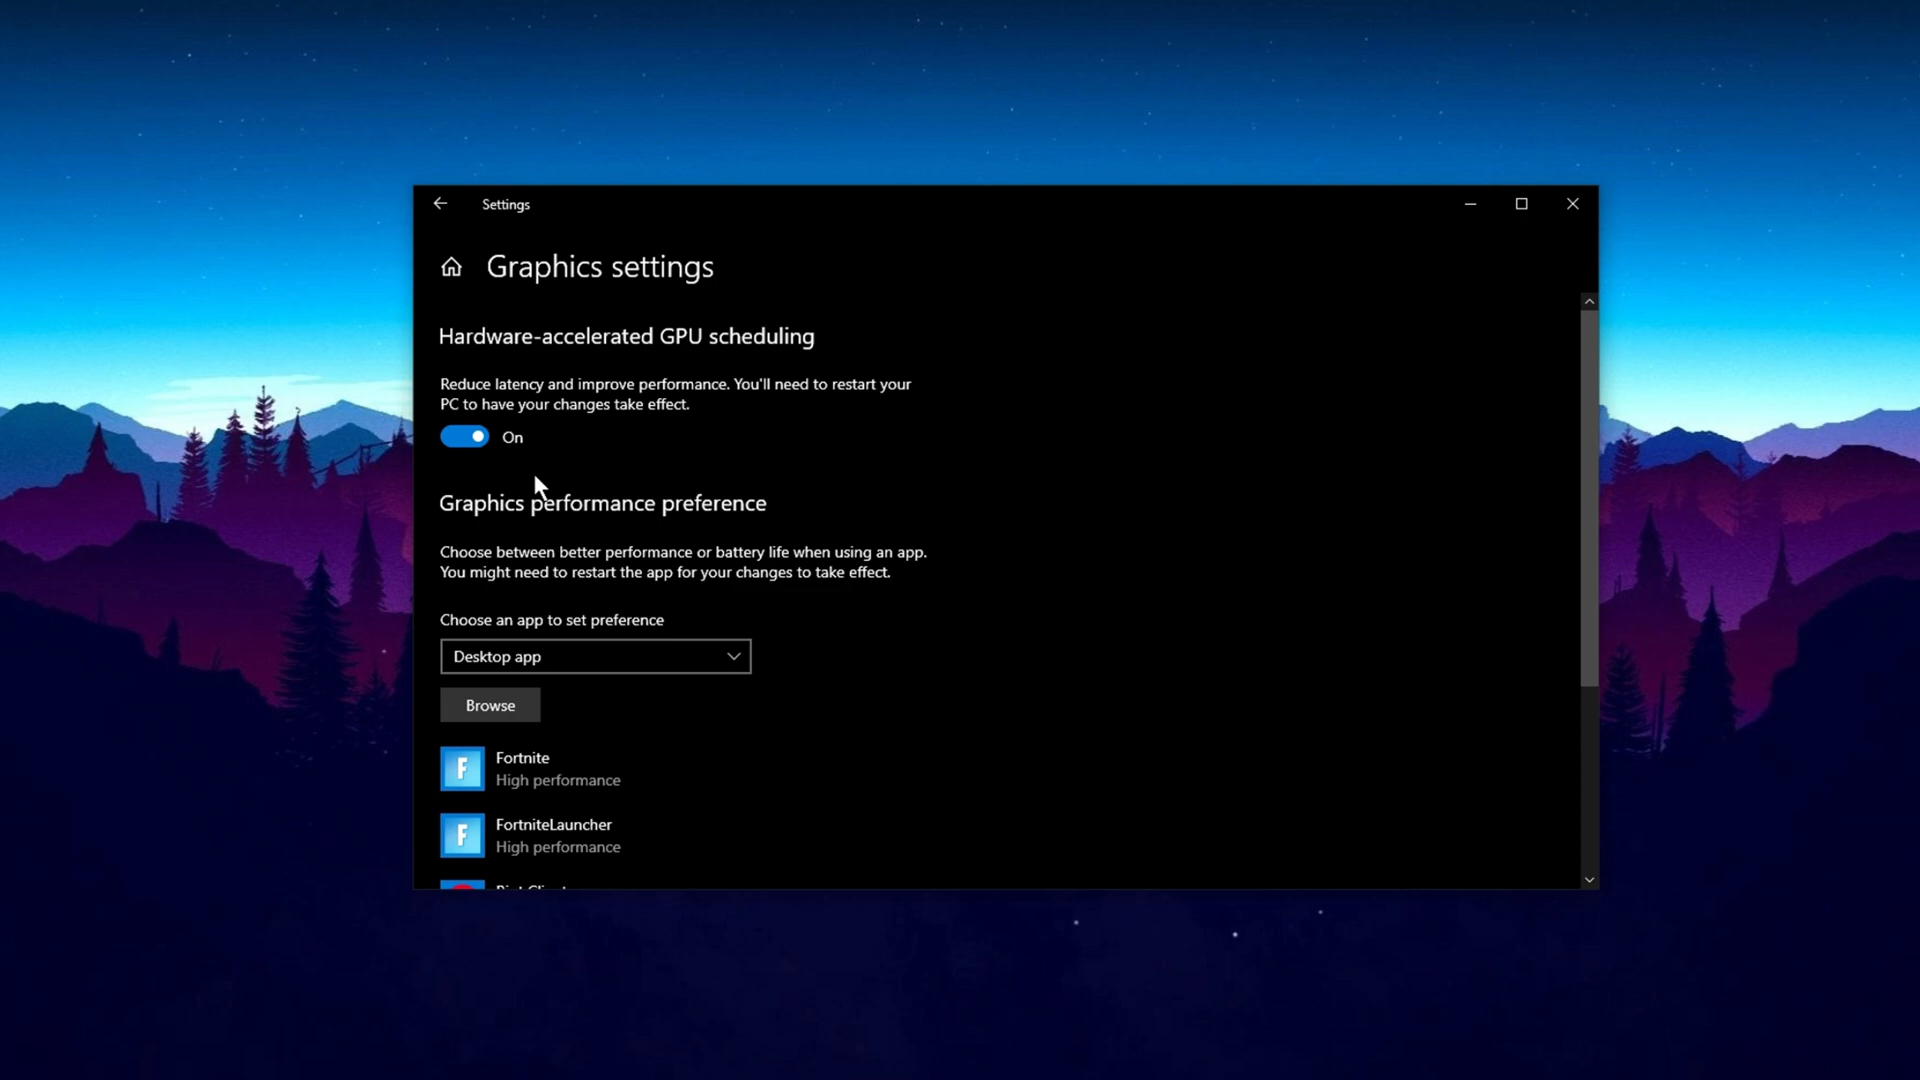 Settings
Graphics settings
Hardware-accelerated GPU scheduling
Reduce latency and improve performance. You'll need to restart your
PC to have your changes take effect.
On
Graphics performance preference
Choose between better performance or battery life when using an app.
You might need to restart the app for your changes to take effect.
Choose an app to set preference
Desktop app
Browse
F Fortnite
High performance
F FortniteLauncher
High performance